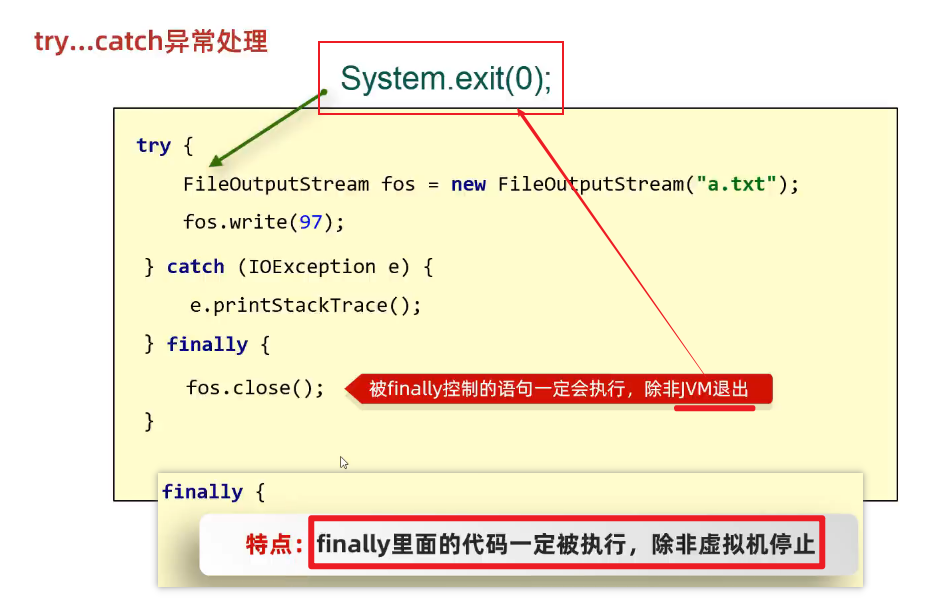 try...catch异常处理
System.exit(0);
try {
FileOutputStream fos = new FileOutputStream("a.txt");
fos.write(97);
} catch (IOException e) {
e.printStackTrace();
} finally {
fos.close();
被finally控制的语句一定会执行，除非JVM退出
}
finally {
特点：finally里面的代码一定被执行，除非虚拟机停止